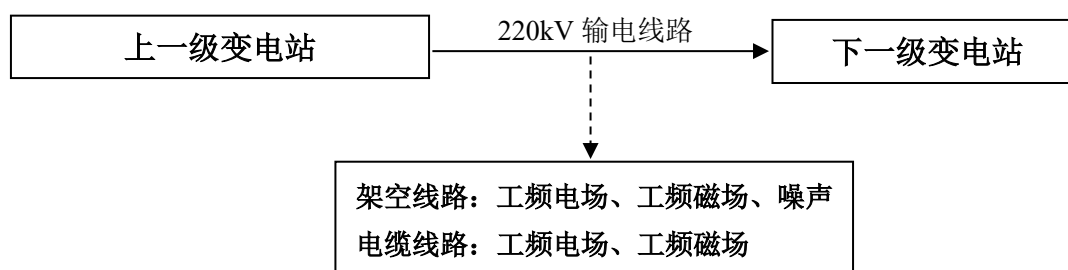 上一级变电站
220kV 输电线路
下一级变电站
架空线路：工频电场、工频磁场、噪声
电缆线路：工频电场、工频磁场